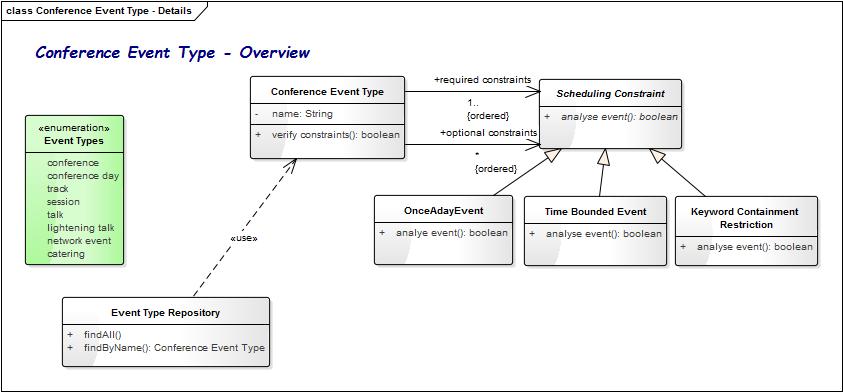 class Conference Event Type - Details
Conference Event Type - Overview
Conference Event Type
- name: String
+ verify constraints(): boolean
+required constraints
1..
{ordered}
+optional constraints
*
{ordered}
Scheduling Constraint
+ analyse event(): boolean
«enumeration»
Event Types
conference
conference day
track
session
talk
lightening talk
network event
catering
OnceAdayEvent
+ analye event(): boolean
Time Bounded Event
+ analyse event(): boolean
Keyword Containment
Restriction
+ analyse event(): boolean
«use»
Event Type Repository
+ findAll()
+ findByName(): Conference Event Type